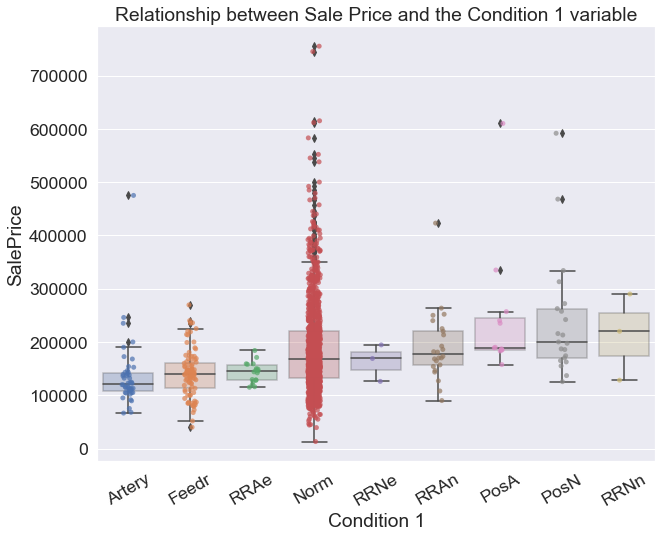 Relationship between Sale Price and the Condition 1 variable
SalePrice
700000
600000
500000
400000
300000
200000
100000
0
Artery Feedr RRAe Norm RRNe RRAn PosA PosN RRNn
Condition 1